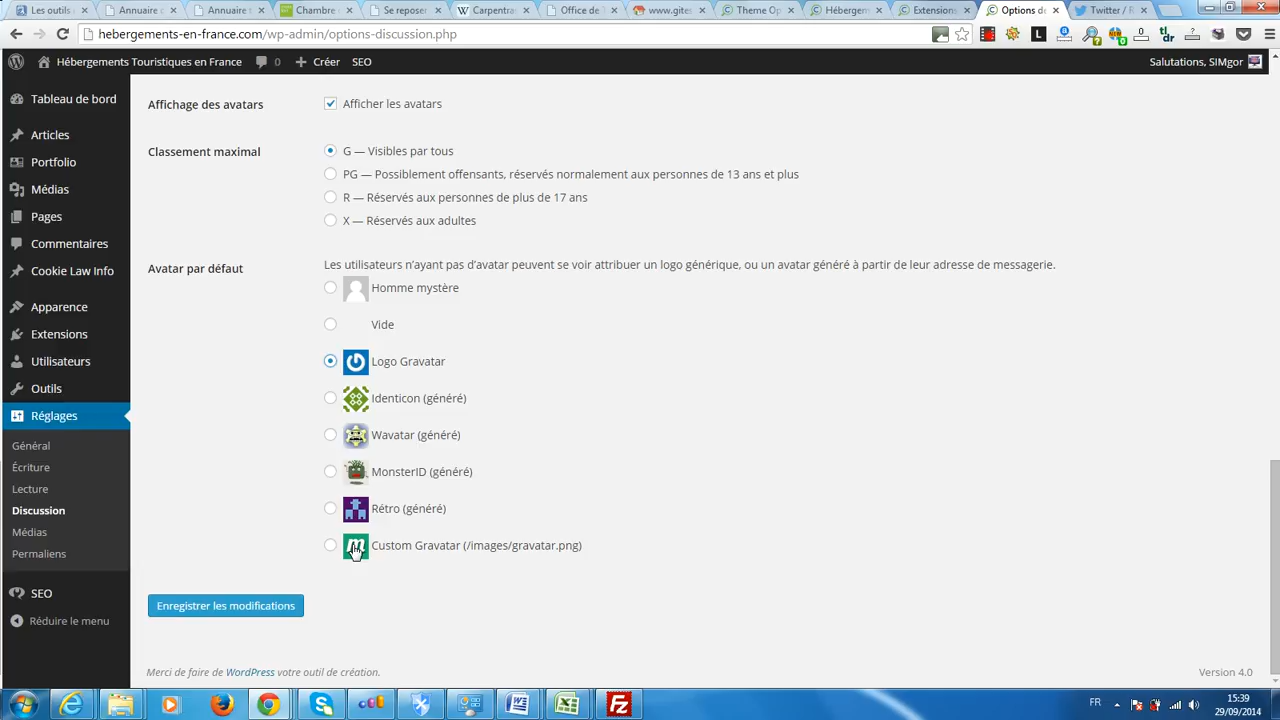 Les outils
Annuaire d
Annuaire t
Chambre
Se reposer
Carpentra
Office de
www.gites
Theme Op
Héberge
Extensions
Options d
Twitter / R
hebergements-en-france.com/wp-admin/options-discussion.php
Hébergements Touristiques en France
0
Créer
SEO
Salutations, SIMgor
Tableau de bord
Articles
Portfolio
Médias
Pages
Commentaires
Cookie Law Info
Apparence
Extensions
Utilisateurs
Outils
Réglages
Général
Écriture
Lecture
Discussion
Médias
Permaliens
SEO
Réduire le menu
Affichage des avatars
Afficher les avatars
Classement maximal
G — Visibles par tous
PG — Possiblement offensants, réservés normalement aux personnes de 13 ans et plus
R — Réservés aux personnes de plus de 17 ans
X — Réservés aux adultes
Avatar par défaut
Les utilisateurs n'ayant pas d'avatar peuvent se voir attribuer un logo générique, ou un avatar généré à partir de leur adresse de messagerie.
Homme mystère
Vide
Logo Gravatar
Identicon (généré)
Wavatar (généré)
MonsterID (généré)
Rétro (généré)
Custom Gravatar (/images/gravatar.png)
Enregistrer les modifications
Merci de faire de WordPress votre outil de création.
Version 4.0
FR
15:39
29/09/2014